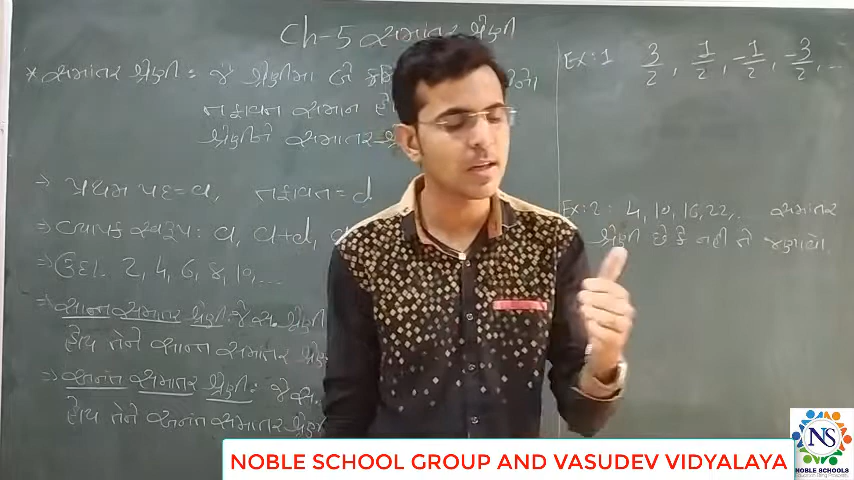 Ch-5 સમાંતર શ્રેણી
* સમાંતર શ્રેણી : જે શ્રેણીમા બે
તફાવત સમાન
શ્રેણીને સમાતર
⇒ પ્રથમ પદ = a, તફાવત = d
⇒ વ્યાપક સ્વરૂપ : a, a+d,
⇒ ઉદા. 2, 4, 6, 8, 10, ...
⇒ સાન્ત સમાંતર શ્રેણી : જે સ. શ્રેણી
હોય તેને સાન્ત સમાંતર
⇒ અનંત સમાંતર શ્રેણી : જે સ.
હોય તેને અનંત સમાંતર
Ex: 1 3/2, 1/2, -1/2, -3/2, ...
Ex: 2 : 4, 10, 16, 22, ... સમાંતર
શ્રેણી છે કે નહી તે જણાવો.
NOBLE SCHOOL GROUP AND VASUDEV VIDYALAYA
NS
NOBLE SCHOOLS